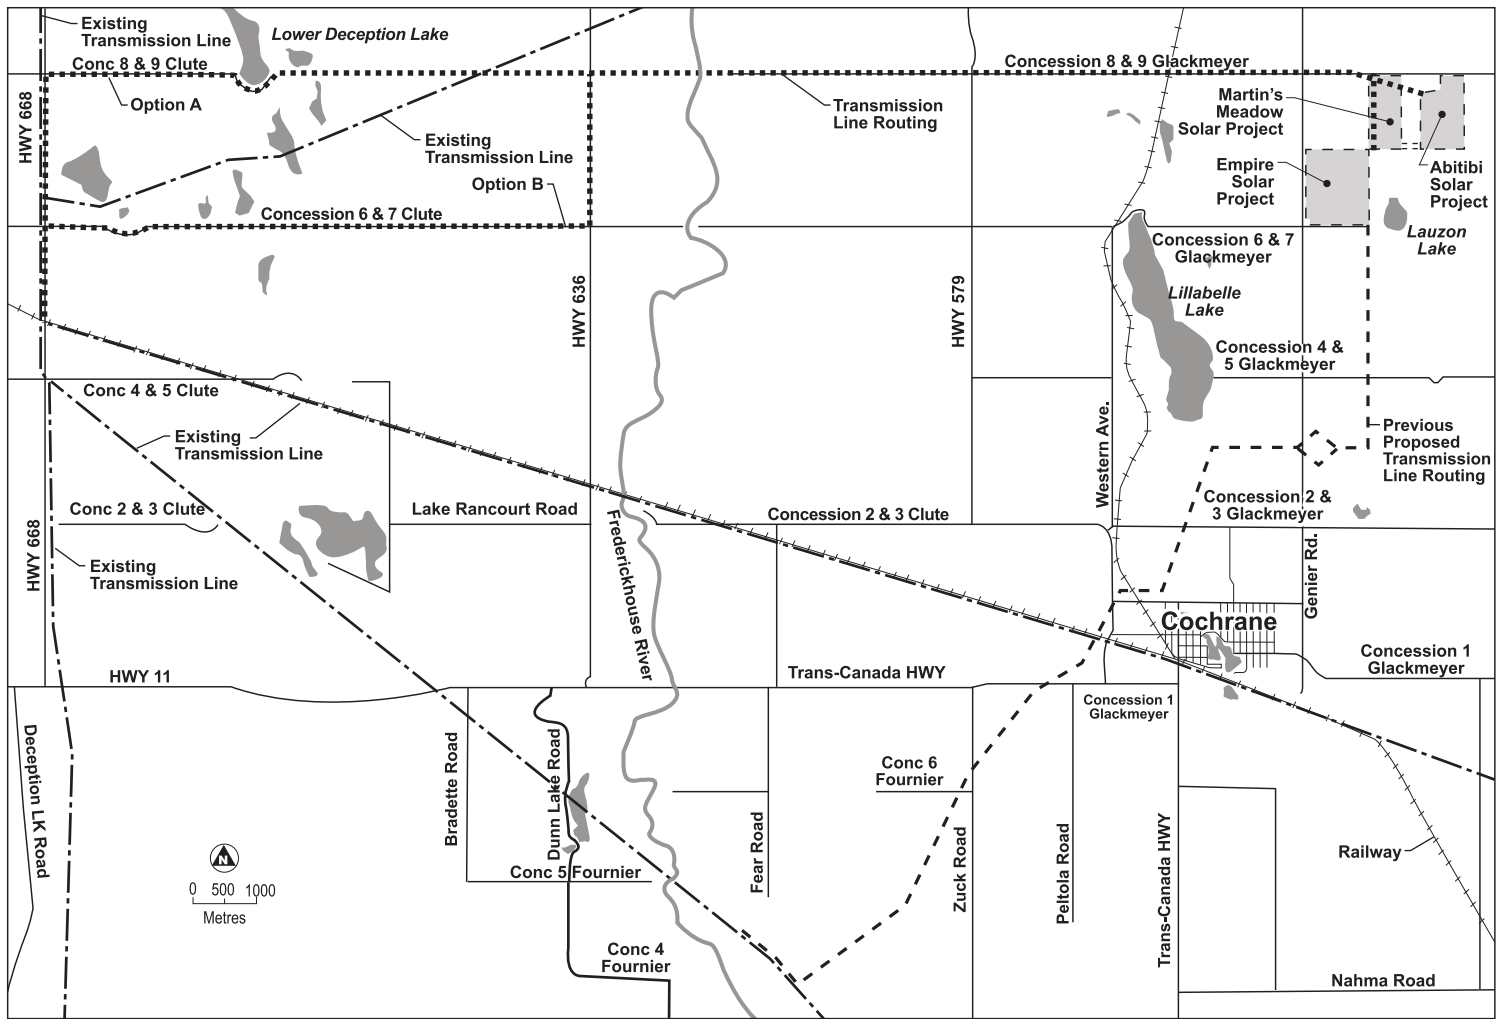 Existing
Transmission Line
Lower Deception Lake
Conc 8 & 9 Clute
Concession 8 & 9 Glackmeyer
Option A
HWY 668
Existing
Transmission Line
Transmission
Line Routing
Martin's
Meadow
Solar Project
Empire
Solar
Project
Abitibi
Solar
Project
Option B
Concession 6 & 7 Clute
Lauzon
Lake
Concession 6 & 7
Glackmeyer
HWY 636
HWY 579
Lillabelle
Lake
Concession 4 &
5 Glackmeyer
Conc 4 & 5 Clute
Existing
Transmission Line
Western Ave.
Previous
Proposed
Transmission
Line Routing
Conc 2 & 3 Clute
Lake Rancourt Road
Concession 2 & 3 Clute
Concession 2 &
3 Glackmeyer
HWY 668
Existing
Transmission Line
Frederickhouse River
Genier Rd.
Cochrane
HWY 11
Trans-Canada HWY
Concession 1
Glackmeyer
Concession 1
Glackmeyer
Deception LK Road
Bradette Road
Dunn Lake Road
Conc 6
Fournier
Fear Road
Zuck Road
Peltola Road
Trans-Canada HWY
Railway
N
0 500 1000
Metres
Conc 5 Fournier
Conc 4
Fournier
Nahma Road